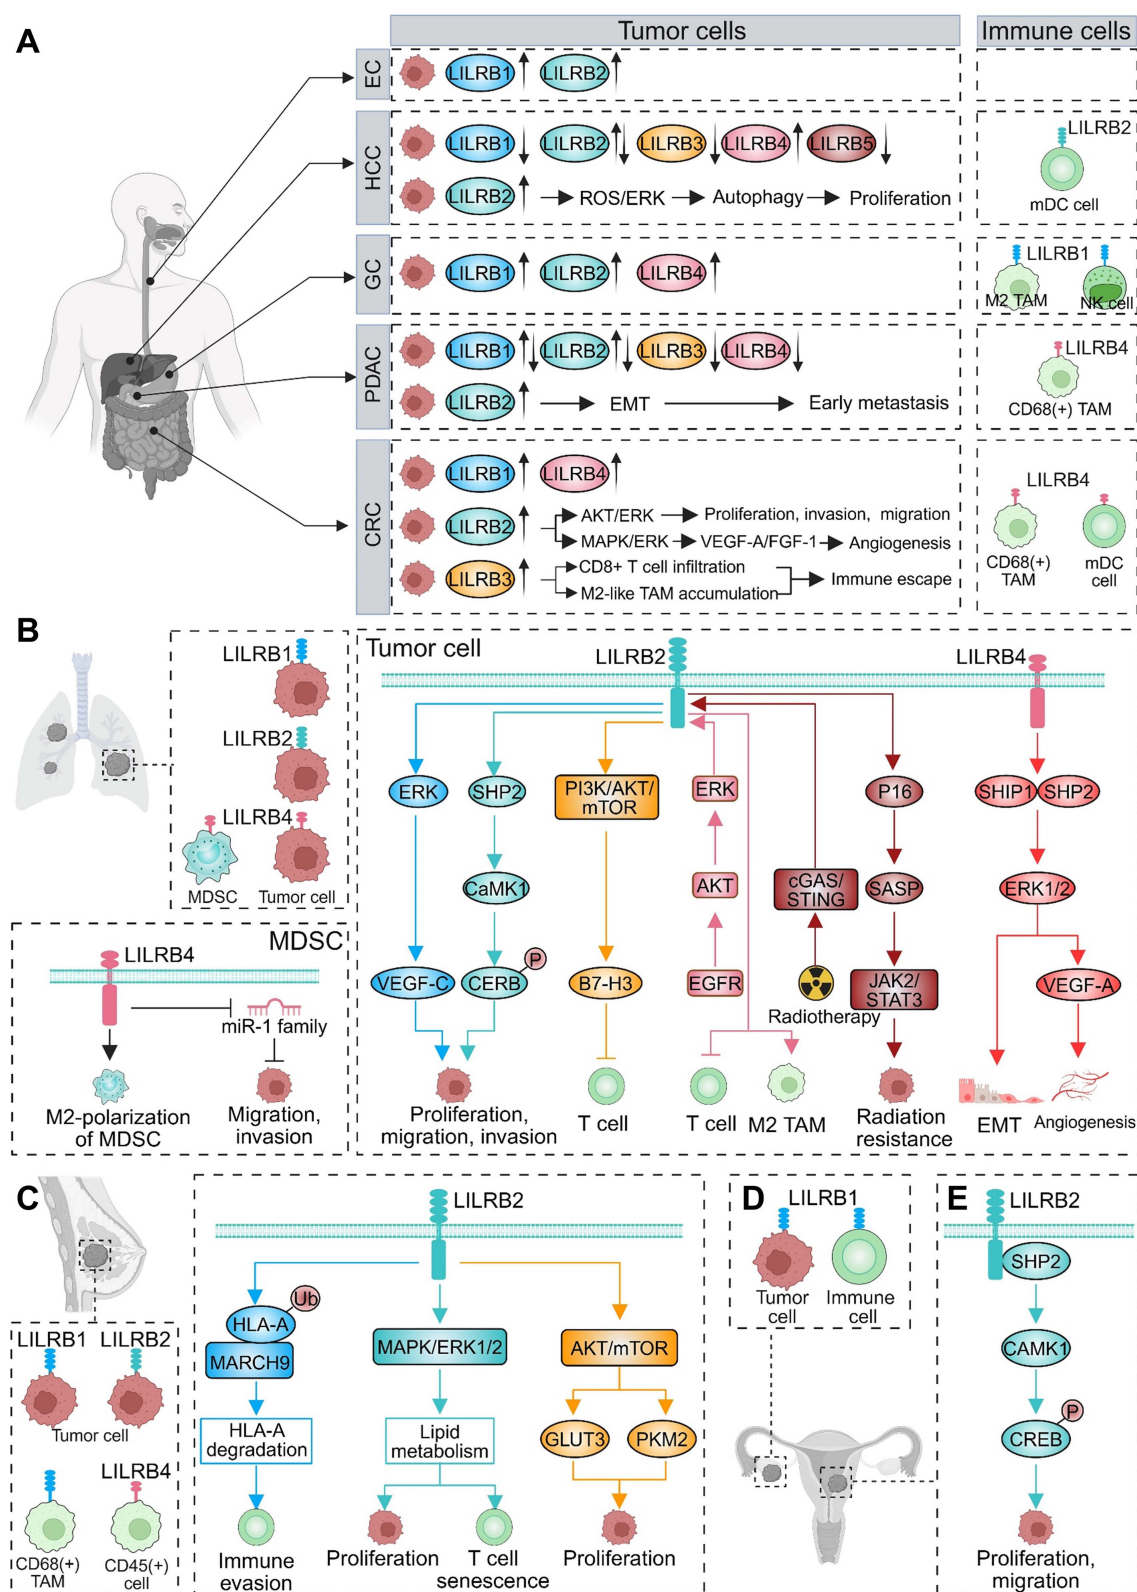 A
Tumor cells
Immune cells
EC
LILRB1
LILRB2
HCC
LILRB1
LILRB2
LILRB3
LILRB4
LILRB5
LILRB2
ROS/ERK
Autophagy
Proliferation
LILRB2
mDC cell
GC
LILRB1
LILRB2
LILRB4
LILRB1
M2 TAM
NK cell
PDAC
LILRB1
LILRB2
LILRB3
LILRB4
LILRB2
EMT
Early metastasis
LILRB4
CD68(+) TAM
CRC
LILRB1
LILRB4
LILRB2
AKT/ERK
Proliferation, invasion, migration
MAPK/ERK
VEGF-A/FGF-1
Angiogenesis
LILRB3
CD8+ T cell infiltration
M2-like TAM accumulation
Immune escape
LILRB4
CD68(+)
TAM
mDC
cell
B
LILRB1
LILRB2
LILRB4
MDSC
Tumor cell
MDSC
LILRB4
miR-1 family
M2-polarization
of MDSC
Migration,
invasion
Tumor cell
LILRB2
LILRB4
ERK
SHP2
PI3K/AKT/
mTOR
ERK
P16
SHIP1
SHP2
CaMK1
AKT
cGAS/
STING
SASP
ERK1/2
VEGF-C
CERB
P
B7-H3
EGFR
Radiotherapy
JAK2/
STAT3
VEGF-A
Proliferation,
migration, invasion
T cell
T cell
M2 TAM
Radiation
resistance
EMT
Angiogenesis
C
LILRB1
LILRB2
Tumor cell
LILRB4
CD68(+)
TAM
CD45(+)
cell
LILRB2
HLA-A
Ub
MARCH9
MAPK/ERK1/2
AKT/mTOR
HLA-A
degradation
Lipid
metabolism
GLUT3
PKM2
Immune
evasion
Proliferation
T cell
senescence
Proliferation
D
LILRB1
Tumor
cell
Immune
cell
E
LILRB2
SHP2
CAMK1
P
CREB
Proliferation,
migration